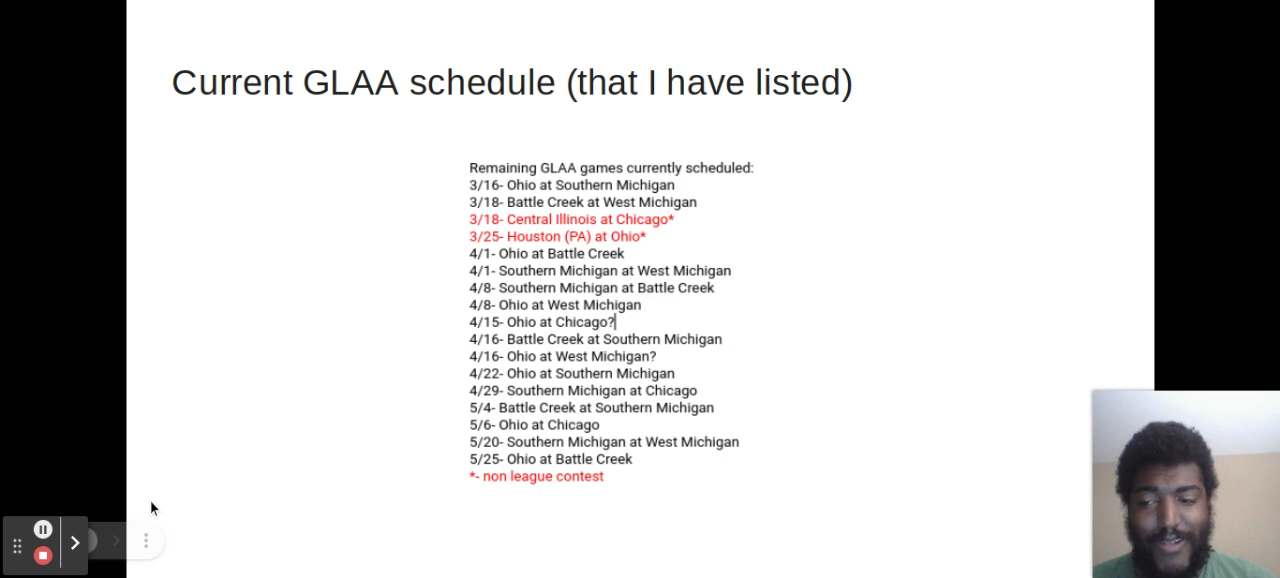 Current GLAA schedule (that I have listed)
Remaining GLAA games currently scheduled:
3/16- Ohio at Southern Michigan
3/18- Battle Creek at West Michigan
3/18- Central Illinois at Chicago*
3/25- Houston (PA) at Ohio*
4/1- Ohio at Battle Creek
4/1- Southern Michigan at West Michigan
4/8- Southern Michigan at Battle Creek
4/8- Ohio at West Michigan
4/15- Ohio at Chicago?
4/16- Battle Creek at Southern Michigan
4/16- Ohio at West Michigan?
4/22- Ohio at Southern Michigan
4/29- Southern Michigan at Chicago
5/4- Battle Creek at Southern Michigan
5/6- Ohio at Chicago
5/20- Southern Michigan at West Michigan
5/25- Ohio at Battle Creek
*- non league contest